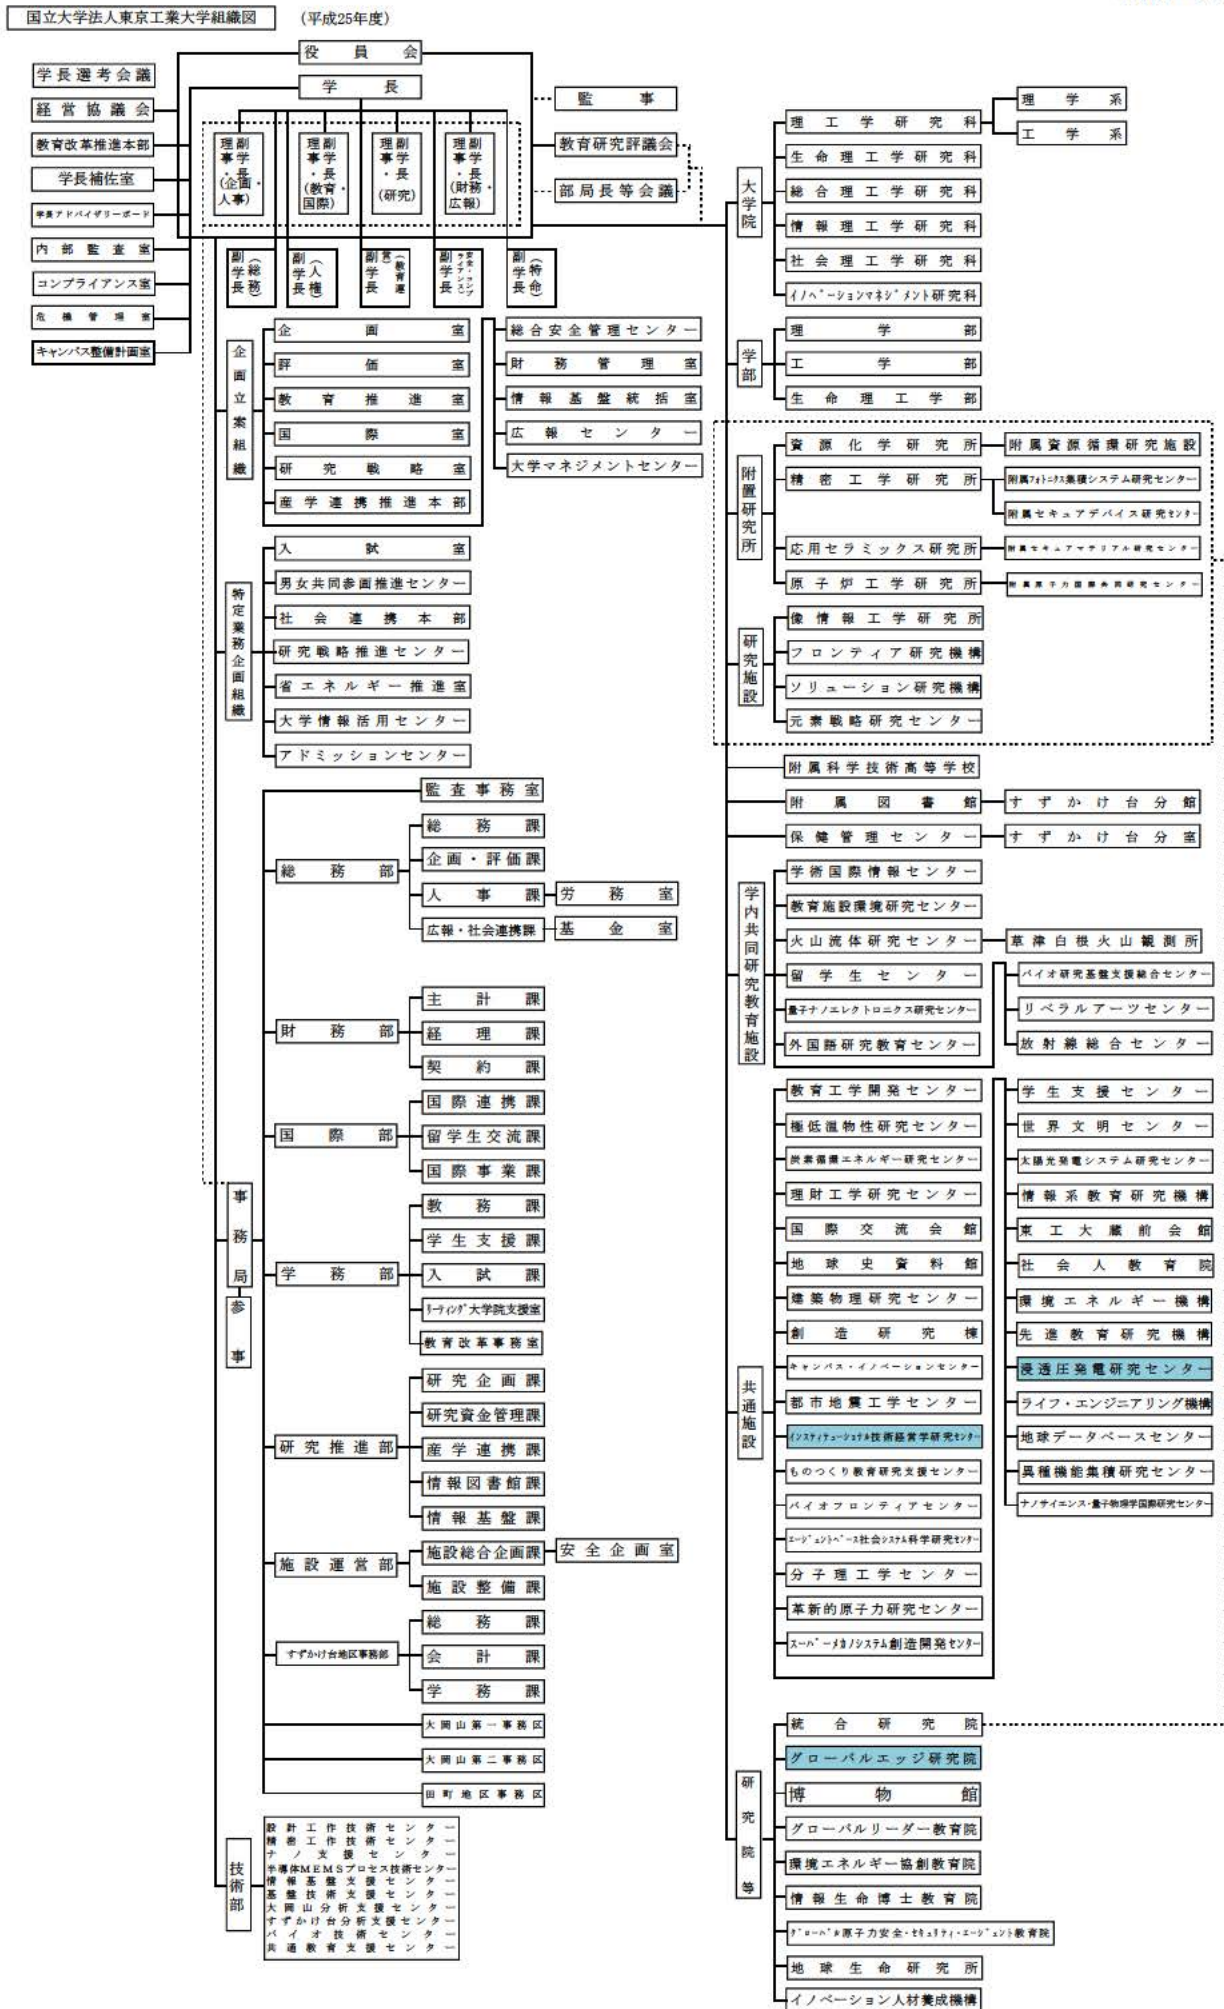 国立大学法人東京工業大学組織図
（平成25年度）
役員会
学長
学長選考会議
経営協議会
教育改革推進本部
学長補佐室
学長アドバイザリーボード
内部監査室
コンプライアンス室
危機管理室
キャンパス整備計画室
理事・副学長(企画・人事)
理事・副学長(教育・国際)
理事・副学長(研究)
理事・副学長(財務・広報)
監事
教育研究評議会
部局長等会議
副学長(総務)
副学長(人権)
副学長(教育運営)
副学長(安全・コンプライアンス)
副学長(特命)
企画立案組織
企画室
評価室
教育推進室
国際室
研究戦略室
産学連携推進本部
総合安全管理センター
財務管理室
情報基盤統括室
広報センター
大学マネジメントセンター
特定業務企画組織
入試室
男女共同参画推進センター
社会連携本部
研究戦略推進センター
省エネルギー推進室
大学情報活用センター
アドミッションセンター
事務局
参事
監査事務室
総務部
総務課
企画・評価課
人事課
労務室
広報・社会連携課
基金室
財務部
主計課
経理課
契約課
国際部
国際連携課
留学生交流課
国際事業課
学務部
教務課
学生支援課
入試課
リーディング大学院支援室
教育改革事務室
研究推進部
研究企画課
研究資金管理課
産学連携課
情報図書館課
情報基盤課
施設運営部
施設総合企画課
安全企画室
施設整備課
すずかけ台地区事務部
総務課
会計課
学務課
大岡山第一事務区
大岡山第二事務区
田町地区事務区
技術部
設計工作技術センター
精密工作技術センター
ナノ支援センター
半導体MEMSプロセス技術センター
情報基盤支援センター
基盤技術支援センター
大岡山分析支援センター
すずかけ台分析支援センター
バイオ技術センター
共通教育支援センター
大学院
理工学研究科
理学系
工学系
生命理工学研究科
総合理工学研究科
情報理工学研究科
社会理工学研究科
イノベーションマネジメント研究科
学部
理学部
工学部
生命理工学部
附置研究所
資源化学研究所
附属資源循環研究施設
精密工学研究所
附属フォトニクス集積システム研究センター
附属セキュアデバイス研究センター
応用セラミックス研究所
附属セキュアマテリアル研究センター
原子炉工学研究所
附属原子力国際共同研究センター
研究施設
像情報工学研究所
フロンティア研究機構
ソリューション研究機構
元素戦略研究センター
附属科学技術高等学校
附属図書館
すずかけ台分館
保健管理センター
すずかけ台分室
学内共同研究教育施設
学術国際情報センター
教育施設環境研究センター
火山流体研究センター
草津白根火山観測所
留学生センター
量子ナノエレクトロニクス研究センター
外国語研究教育センター
バイオ研究基盤支援総合センター
リベラルアーツセンター
放射線総合センター
共通施設
教育工学開発センター
極低温物性研究センター
炭素循環エネルギー研究センター
理財工学研究センター
国際交流会館
地球史資料館
建築物理研究センター
創造研究棟
キャンパス・イノベーションセンター
都市地震工学センター
インスティテューショナル技術経営学研究センター
ものつくり教育研究支援センター
バイオフロンティアセンター
エージェントベース社会システム科学研究センター
分子理工学センター
革新的原子力研究センター
スーパーメカノシステム創造開発センター
学生支援センター
世界文明センター
太陽光発電システム研究センター
情報系教育研究機構
東工大蔵前会館
社会人教育院
環境エネルギー機構
先進教育研究機構
浸透圧発電研究センター
ライフ・エンジニアリング機構
地球データベースセンター
異種機能集積研究センター
ナノサイエンス・量子物理学国際研究センター
研究院等
統合研究院
グローバルエッジ研究院
博物館
グローバルリーダー教育院
環境エネルギー協創教育院
情報生命博士教育院
グローバル原子力安全・セキュリティ・エージェント教育院
地球生命研究所
イノベーション人材養成機構